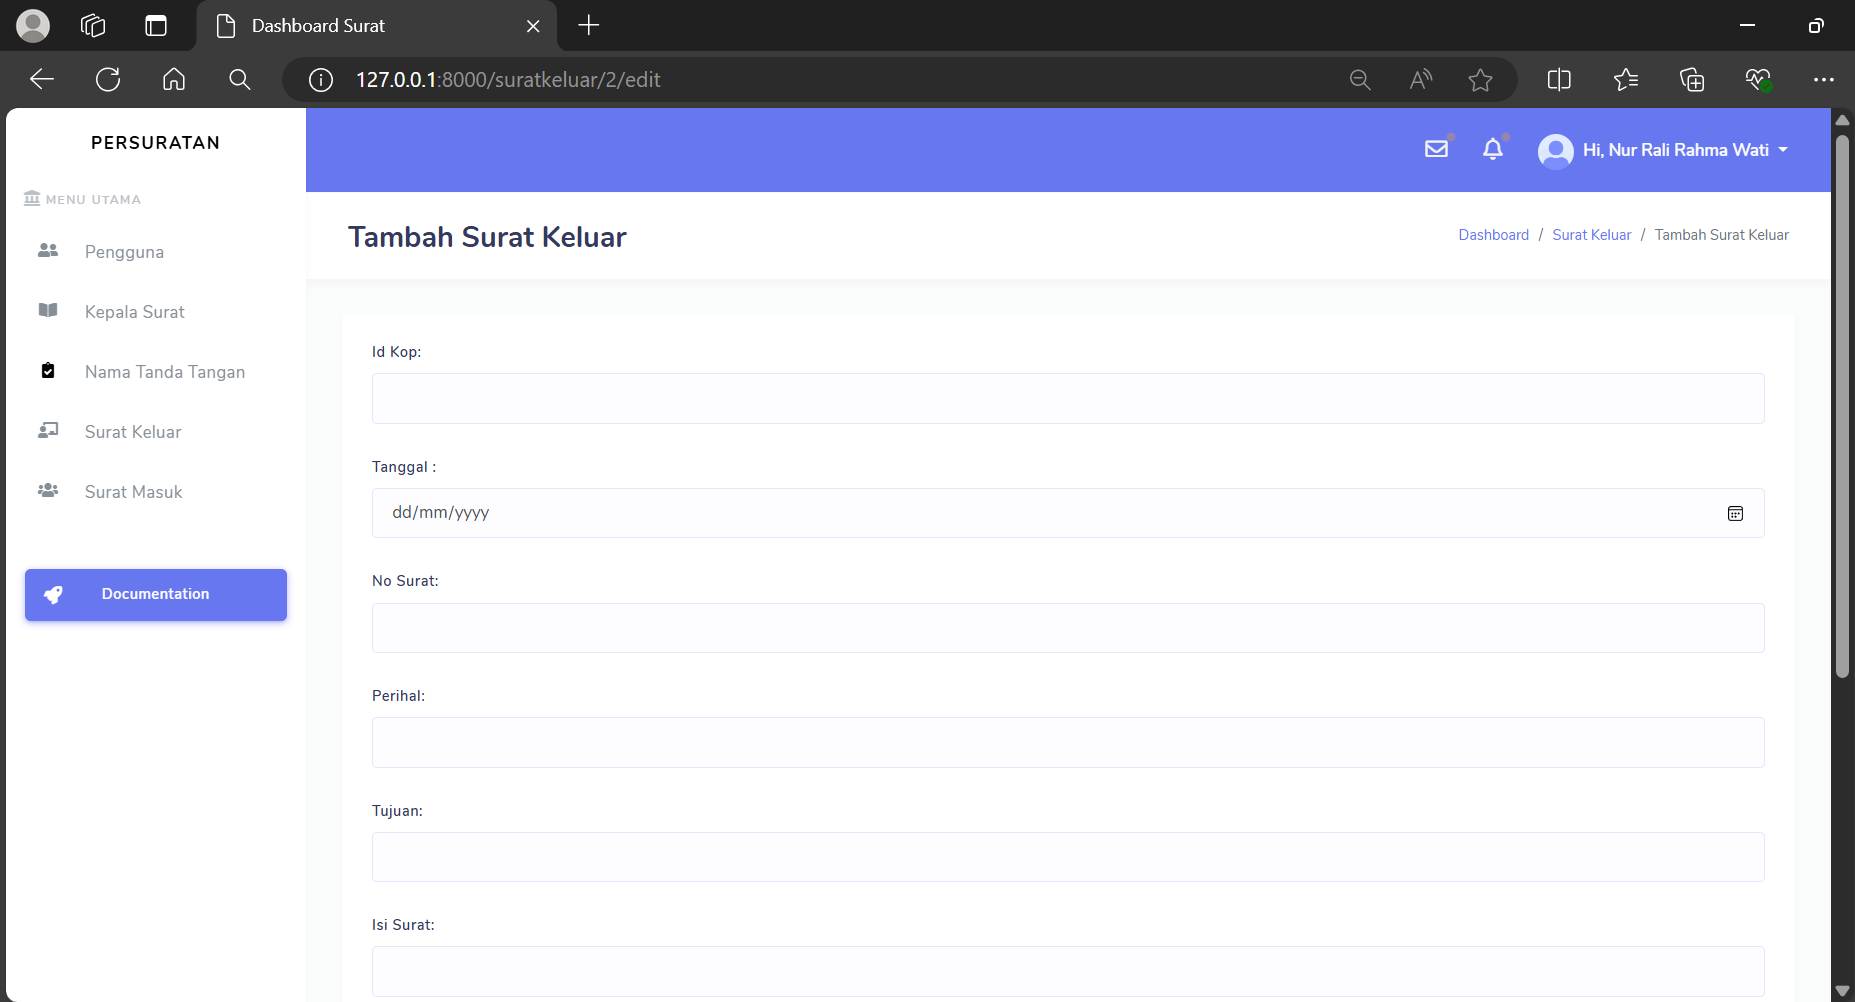 Dashboard Surat
127.0.0.1:8000/suratkeluar/2/edit
PERSURATAN
MENU UTAMA
Pengguna
Kepala Surat
Nama Tanda Tangan
Surat Keluar
Surat Masuk
Documentation
Hi, Nur Rali Rahma Wati
Tambah Surat Keluar
Dashboard / Surat Keluar / Tambah Surat Keluar
Id Kop:
Tanggal :
dd/mm/yyyy
No Surat:
Perihal:
Tujuan:
Isi Surat: